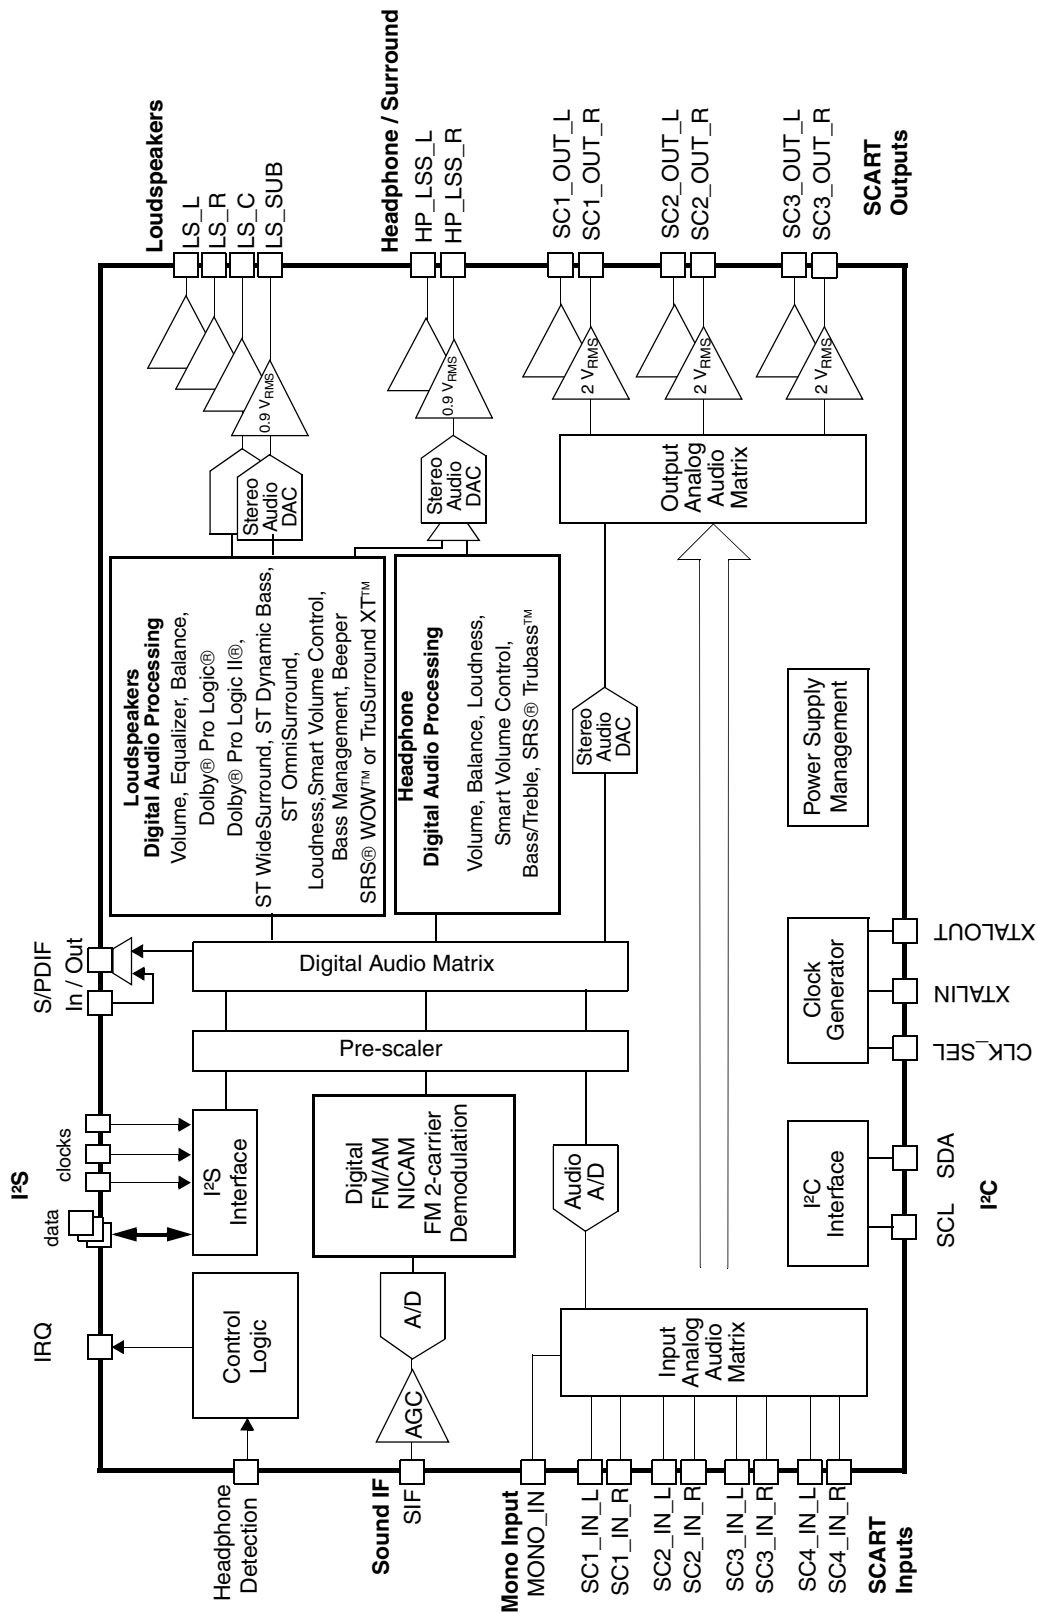 Loudspeakers
LS_L
LS_R
LS_C
LS_SUB
Headphone / Surround
HP_LSS_L
HP_LSS_R
SC1_OUT_L
SC1_OUT_R
SC2_OUT_L
SC2_OUT_R
SC3_OUT_L
SC3_OUT_R
SCART
Outputs
0.9 VRMS
0.9 VRMS
2 VRMS
2 VRMS
2 VRMS
Stereo
Audio
DAC
Stereo
Audio
DAC
Output
Analog
Audio
Matrix
Loudspeakers
Digital Audio Processing
Volume, Equalizer, Balance,
Dolby® Pro Logic®
Dolby® Pro Logic II®,
ST WideSurround, ST Dynamic Bass,
ST OmniSurround,
Loudness,Smart Volume Control,
Bass Management, Beeper
SRS® WOW™ or TruSurround XT™
Headphone
Digital Audio Processing
Volume, Balance, Loudness,
Smart Volume Control,
Bass/Treble, SRS® Trubass™
Stereo
Audio
DAC
Power Supply
Management
S/PDIF
In / Out
Digital Audio Matrix
Pre-scaler
Clock
Generator
XTALOUT
XTALIN
CLK_SEL
I²S
clocks
data
I²S
Interface
Digital
FM/AM
NICAM
FM 2-carrier
Demodulation
Audio
A/D
I²C
Interface
SDA
SCL
I²C
IRQ
Control
Logic
A/D
AGC
Input
Analog
Audio
Matrix
Headphone
Detection
Sound IF
SIF
Mono Input
MONO_IN
SC1_IN_L
SC1_IN_R
SC2_IN_L
SC2_IN_R
SC3_IN_L
SC3_IN_R
SC4_IN_L
SC4_IN_R
SCART
Inputs